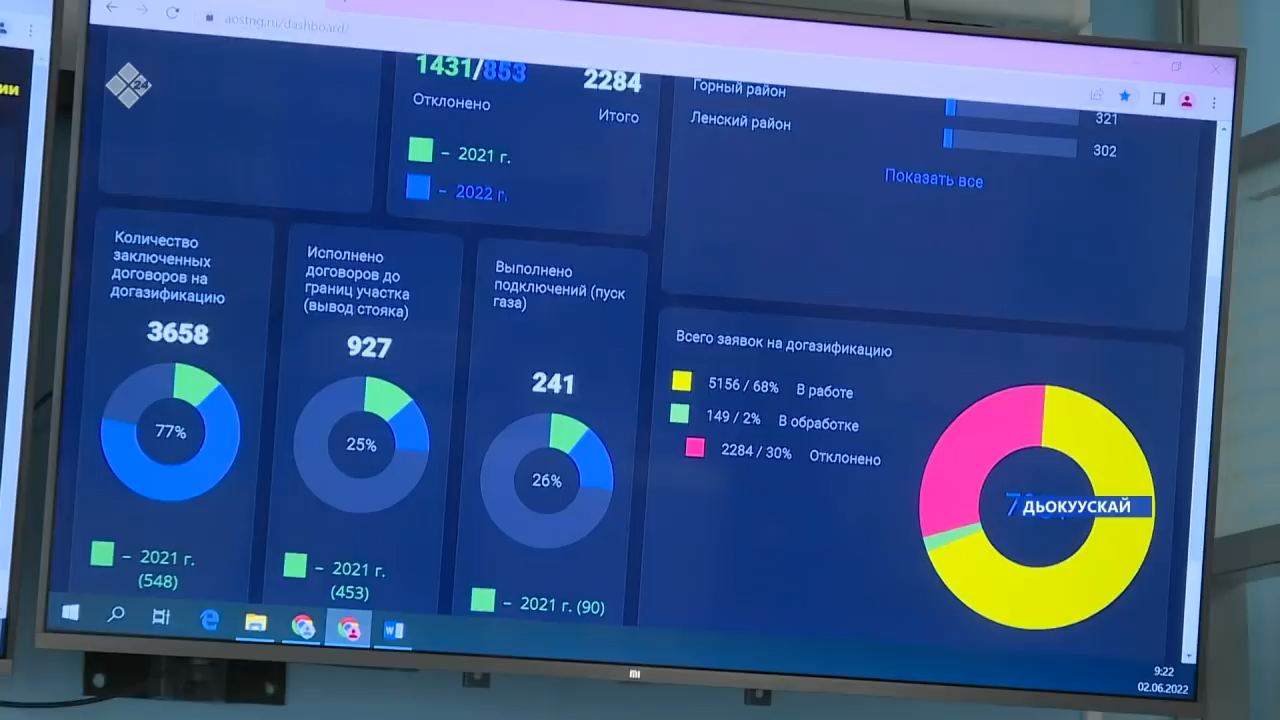 ии
aostng.ru/dashboard/
24
1431/853
2284
Отклонено
Итого
– 2021 г.
– 2022 г.
Горный район
321
Ленский район
302
Показать все
Количество
заключенных
договоров на
догазификацию
3658
77%
– 2021 г.
(548)
Исполнено
договоров до
границ участка
(вывод стояка)
927
25%
– 2021 г.
(453)
Выполнено
подключений (пуск
газа)
241
26%
– 2021 г. (90)
Всего заявок на догазификацию
5156 / 68% В работе
149 / 2% В обработке
2284 / 30% Отклонено
ДЬОКУУСКАЙ
mi
9:22
02.06.2022